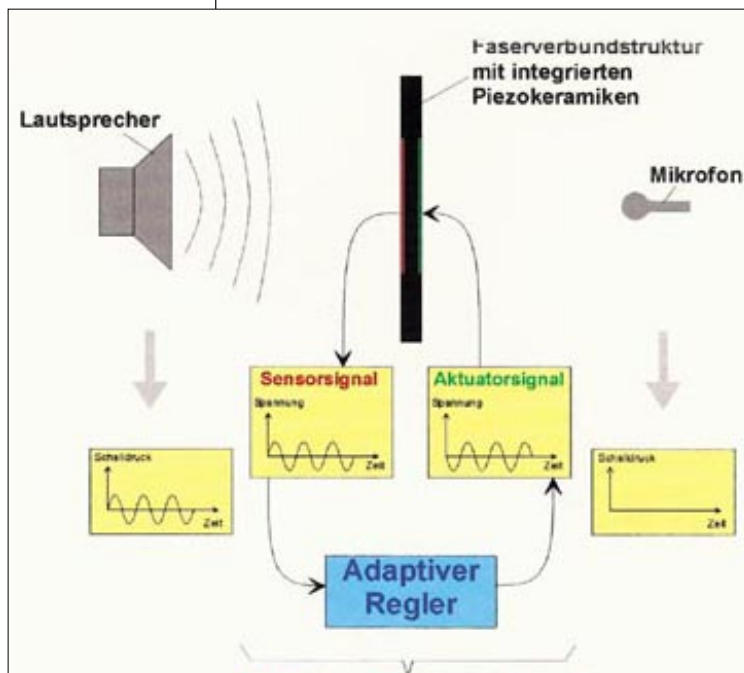 Faserverbundstruktur
mit integrierten
Piezokeramiken
Lautsprecher
Mikrofon
Sensorsignal
Spannung
Zeit
Aktuatorsignal
Spannung
Zeit
Schalldruck
Zeit
Schalldruck
Zeit
Adaptiver
Regler